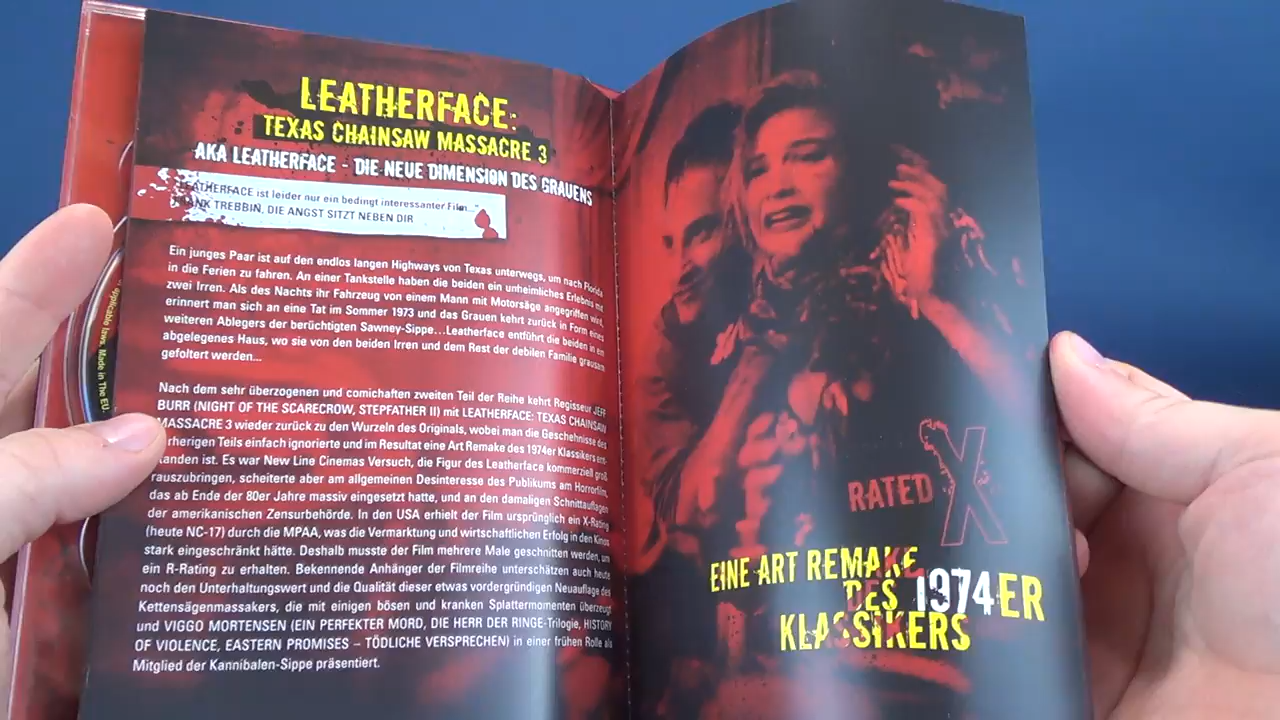 LEATHERFACE:
TEXAS CHAINSAW MASSACRE 3
AKA LEATHERFACE - DIE NEUE DIMENSION DES GRAUENS
LEATHERFACE ist leider nur ein bedingt interessanter Film..."
FRANK TREBBIN, DIE ANGST SITZT NEBEN DIR
Ein junges Paar ist auf den endlos langen Highways von Texas unterwegs, um nach Florida
in die Ferien zu fahren. An einer Tankstelle haben die beiden ein unheimliches Erlebnis mit
zwei Irren. Als des Nachts ihr Fahrzeug von einem Mann mit Motorsäge angegriffen wird,
erinnert man sich an eine Tat im Sommer 1973 und das Grauen kehrt zurück in Form eines
weiteren Ablegers der berüchtigten Sawney-Sippe...Leatherface entführt die beiden in ein
abgelegenes Haus, wo sie von den beiden Irren und dem Rest der debilen Familie grausam
gefoltert werden...
Nach dem sehr überzogenen und comichaften zweiten Teil der Reihe kehrt Regisseur JEFF
BURR (NIGHT OF THE SCARECROW, STEPFATHER II) mit LEATHERFACE: TEXAS CHAINSAW
MASSACRE 3 wieder zurück zu den Wurzeln des Originals, wobei man die Geschehnisse des
rherigen Teils einfach ignorierte und im Resultat eine Art Remake des 1974er Klassikers ent-
tanden ist. Es war New Line Cinemas Versuch, die Figur des Leatherface kommerziell groß
rauszubringen, scheiterte aber am allgemeinen Desinteresse des Publikums am Horrorfilm,
das ab Ende der 80er Jahre massiv eingesetzt hatte, und an den damaligen Schnittauflagen
der amerikanischen Zensurbehörde. In den USA erhielt der Film ursprünglich ein X-Rating
(heute NC-17) durch die MPAA, was die Vermarktung und wirtschaftlichen Erfolg in den Kinos
stark eingeschränkt hätte. Deshalb musste der Film mehrere Male geschnitten werden, um
ein R-Rating zu erhalten. Bekennende Anhänger der Filmreihe unterschätzen auch heute
noch den Unterhaltungswert und die Qualität dieser etwas vordergründigen Neuauflage des
Kettensägenmassakers, die mit einigen bösen und kranken Splattermomenten überzeugt
und VIGGO MORTENSEN (EIN PERFEKTER MORD, DIE HERR DER RINGE-Trilogie, HISTORY
OF VIOLENCE, EASTERN PROMISES – TÖDLICHE VERSPRECHEN) in einer frühen Rolle als
Mitglied der Kannibalen-Sippe präsentiert.
RATED X
EINE ART REMAKE
DES 1974ER
KLASSIKERS
applicable laws. Made in The EU.